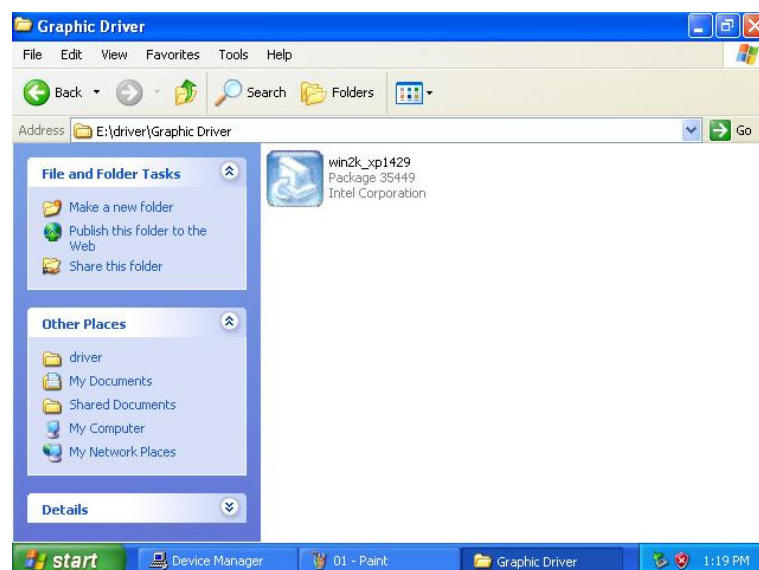 Graphic Driver
File Edit View Favorites Tools Help
Back Search Folders
Address E:\driver\Graphic Driver Go
File and Folder Tasks
Make a new folder
Publish this folder to the
Web
Share this folder
Other Places
driver
My Documents
Shared Documents
My Computer
My Network Places
Details
win2k_xp1429
Package 35449
Intel Corporation
start Device Manager 01 - Paint Graphic Driver 1:19 PM